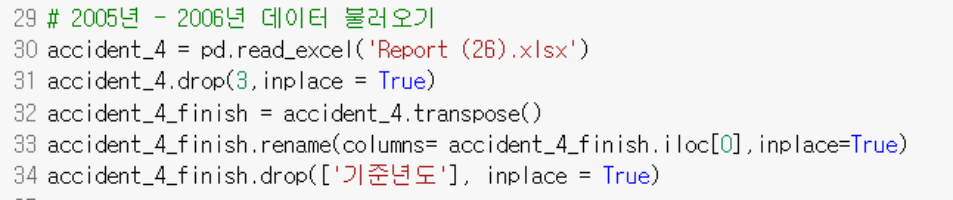 29 # 2005년 - 2006년 데이터 불러오기
30 accident_4 = pd.read_excel('Report (26).xlsx')
31 accident_4.drop(3,inplace = True)
32 accident_4_finish = accident_4.transpose()
33 accident_4_finish.rename(columns= accident_4_finish.iloc[0],inplace=True)
34 accident_4_finish.drop(['기준년도'], inplace = True)